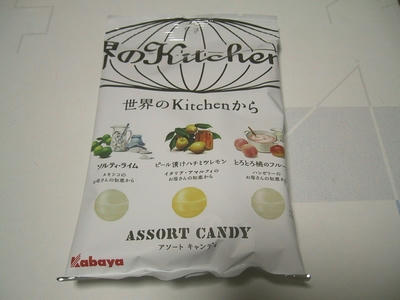 界のKitchen
世界のKitchenから
ソルティ・ライム
メキシコの
お母さんの知恵から
ピール漬けハチミツレモン
イタリア・アマルフィの
お母さんの知恵から
とろとろ桃のフルー
ハンガリーの
お母さんの知恵から
ASSORT CANDY
アソート キャンデ
Kabaya